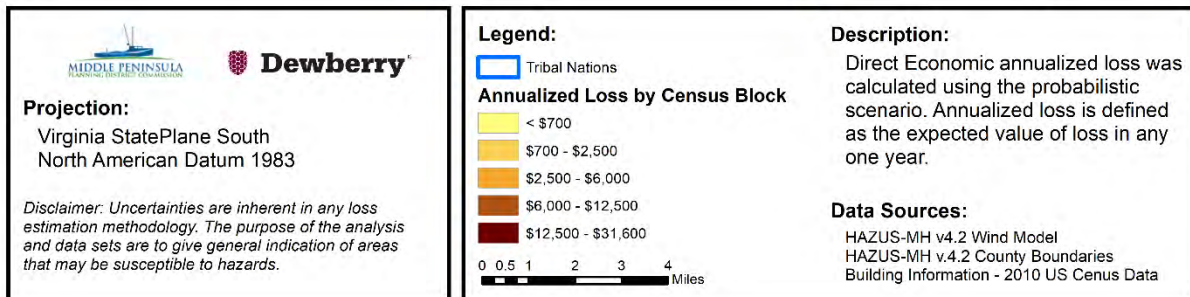 MIDDLE PENINSULA
PLANNING DISTRICT COMMISSION
Dewberry
Projection:
Virginia StatePlane South
North American Datum 1983
Disclaimer: Uncertainties are inherent in any loss
estimation methodology. The purpose of the analysis
and data sets are to give general indication of areas
that may be susceptible to hazards.
Legend:
Tribal Nations
Annualized Loss by Census Block
< $700
$700 - $2,500
$2,500 - $6,000
$6,000 - $12,500
$12,500 - $31,600
0 0.5 1 2 3 4
Miles
Description:
Direct Economic annualized loss was
calculated using the probabilistic
scenario. Annualized loss is defined
as the expected value of loss in any
one year.
Data Sources:
HAZUS-MH v4.2 Wind Model
HAZUS-MH v.4.2 County Boundaries
Building Information - 2010 US Cenus Data